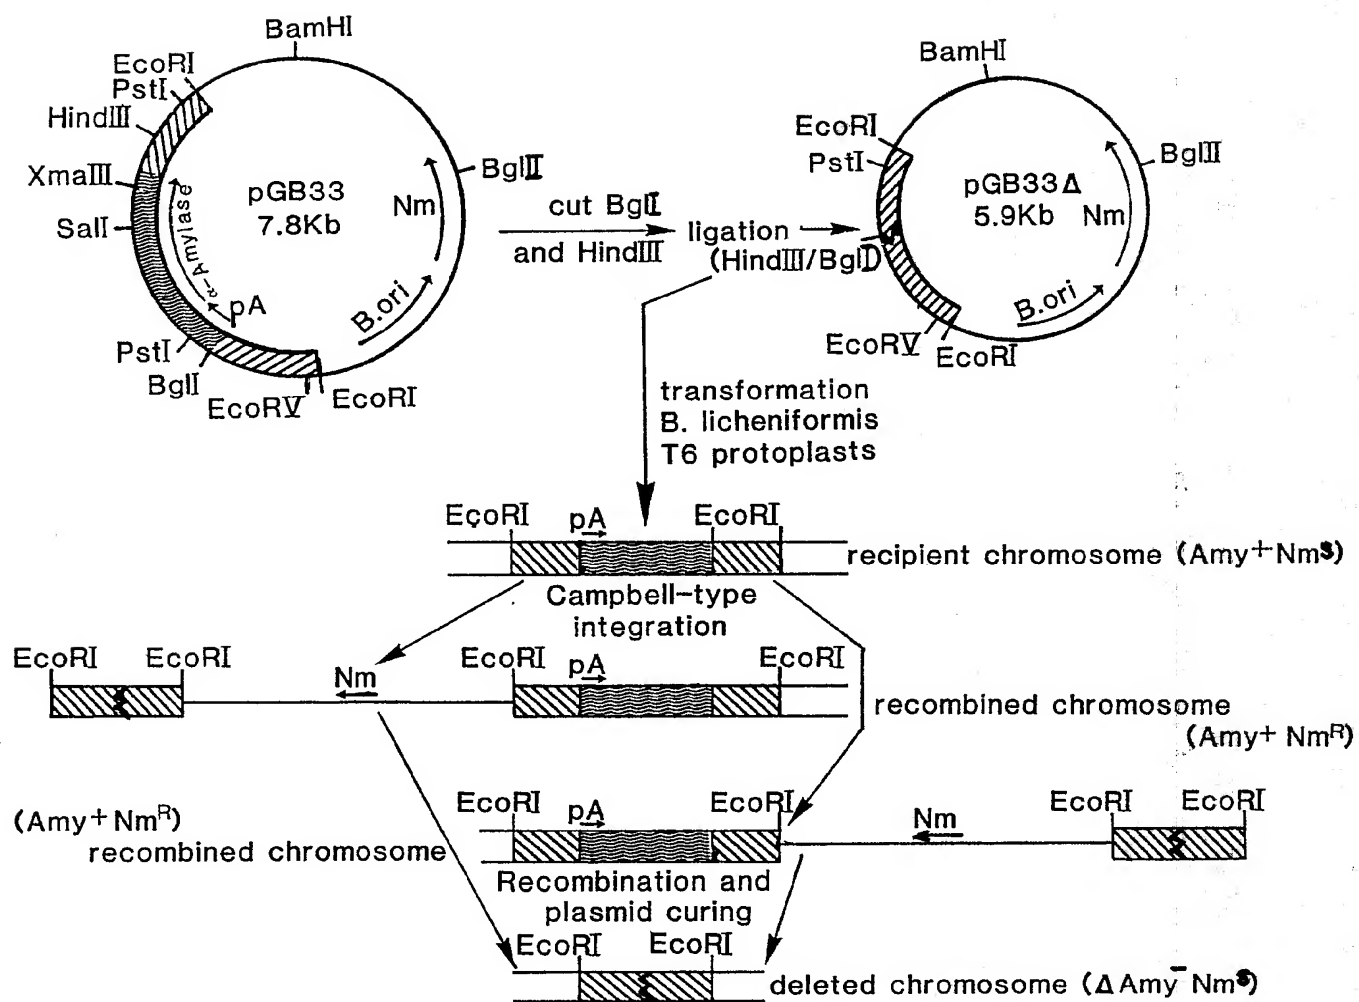 BamHI
EcoRI
PstI
HindIII
XmaIII
SalI
PstI
BglI
EcoRV
EcoRI
BglII
pGB33
7.8Kb
Nm
α-Amylase
pA
B.ori
cut BglI
and HindIII
ligation
(HindIII/BglI)
BamHI
EcoRI
PstI
BglII
pGB33Δ
5.9Kb
Nm
B.ori
EcoRV
EcoRI
transformation
B. licheniformis
T6 protoplasts
EcoRI pA EcoRI
recipient chromosome (Amy+NmS)
Campbell-type
integration
EcoRI EcoRI Nm EcoRI pA EcoRI
recombined chromosome
(Amy+ NmR)
(Amy+NmR)
recombined chromosome
EcoRI pA EcoRI Nm EcoRI EcoRI
Recombination and
plasmid curing
EcoRI EcoRI
deleted chromosome (ΔAmy- NmS)